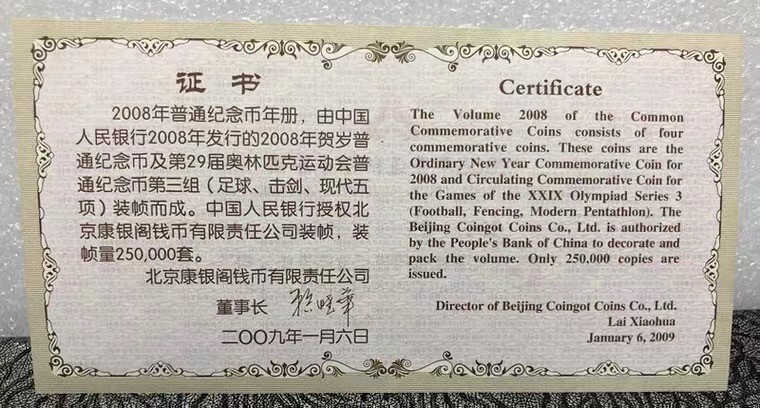 证书
2008年普通纪念币年册，由中国
人民银行2008年发行的2008年贺岁普
通纪念币及第29届奥林匹克运动会普
通纪念币第三组（足球、击剑、现代五
项）装帧而成。中国人民银行授权北
京康银阁钱币有限责任公司装帧，装
帧量250,000套。
北京康银阁钱币有限责任公司
董事长
二〇〇九年一月六日
Certificate
The Volume 2008 of the Common
Commemorative Coins consists of four
commemorative coins. These coins are the
Ordinary New Year Commemorative Coin for
2008 and Circulating Commemorative Coin for
the Games of the XXIX Olympiad Series 3
(Football, Fencing, Modern Pentathlon). The
Beijing Coingot Coins Co., Ltd. is authorized
by the People's Bank of China to decorate and
pack the volume. Only 250,000 copies are
issued.
Director of Beijing Coingot Coins Co., Ltd.
Lai Xiaohua
January 6, 2009